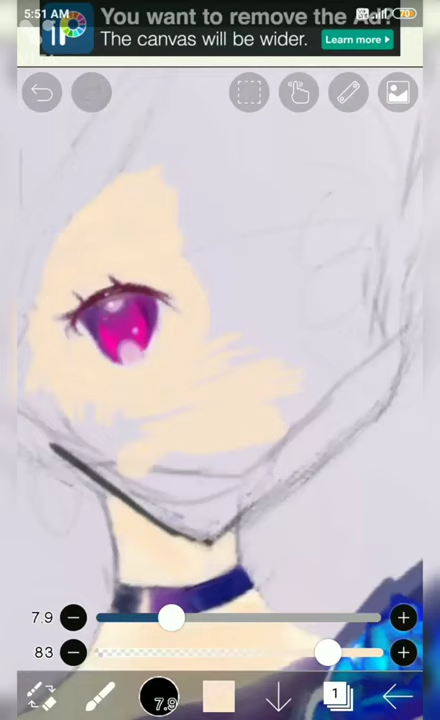 5:51 AM
70
You want to remove the Ad?
The canvas will be wider.
Learn more
7.9
83
7.9
1